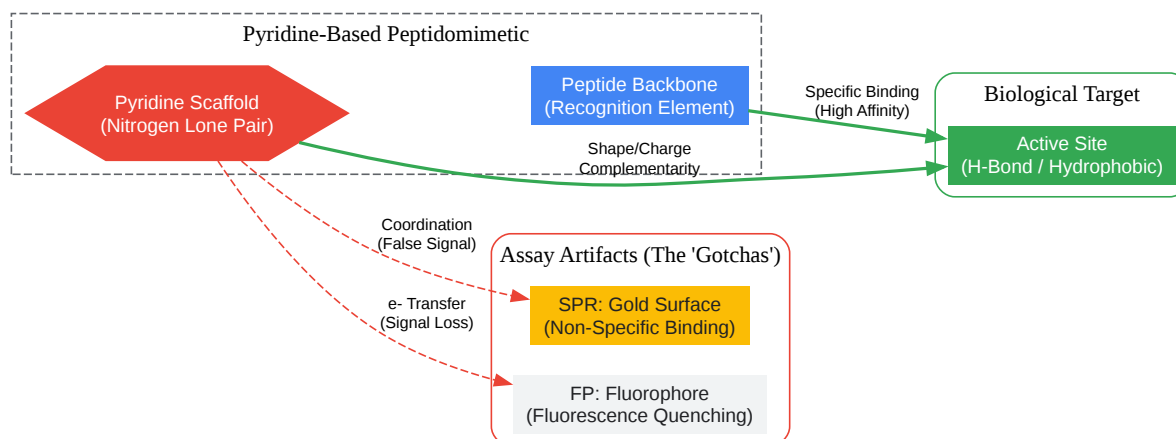 Pyridine-Based Peptidomimetic
Pyridine Scaffold
(Nitrogen Lone Pair)
Peptide Backbone
(Recognition Element)
Specific Binding
(High Affinity)
Biological Target
Active Site
(H-Bond / Hydrophobic)
Shape/Charge
Complementarity
Coordination
(False Signal)
e- Transfer
(Signal Loss)
Assay Artifacts (The 'Gotchas')
SPR: Gold Surface
(Non-Specific Binding)
FP: Fluorophore
(Fluorescence Quenching)